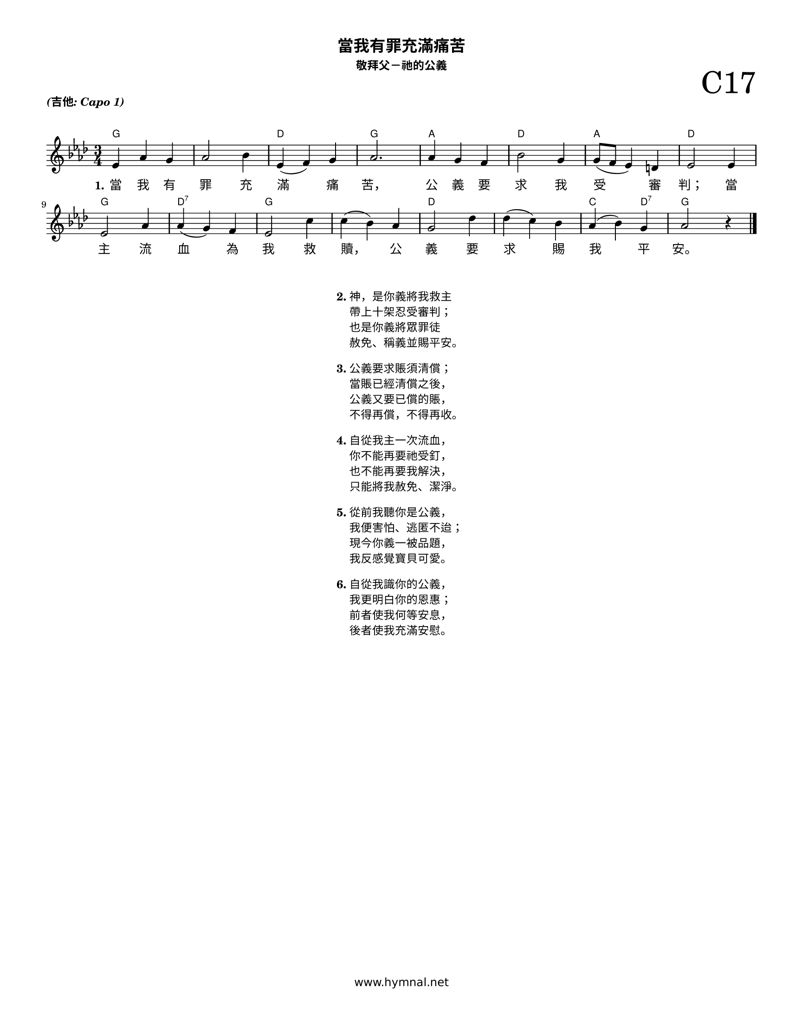 當我有罪充滿痛苦
敬拜父－祂的公義
C17
(吉他: Capo 1)
G D G A D A D
1. 當 我 有 罪 充 滿 痛 苦， 公 義 要 求 我 受 審 判； 當
9 G D7 G D C D7 G
主 流 血 為 我 救 贖， 公 義 要 求 賜 我 平 安。
2. 神，是你義將我救主
帶上十架忍受審判；
也是你義將眾罪徒
赦免、稱義並賜平安。
3. 公義要求賬須清償；
當賬已經清償之後，
公義又要已償的賬，
不得再償，不得再收。
4. 自從我主一次流血，
你不能再要祂受釘，
也不能再要我解決，
只能將我赦免、潔淨。
5. 從前我聽你是公義，
我便害怕、逃匿不迨；
現今你義一被品題，
我反感覺寶貝可愛。
6. 自從我識你的公義，
我更明白你的恩惠；
前者使我何等安息，
後者使我充滿安慰。
www.hymnal.net